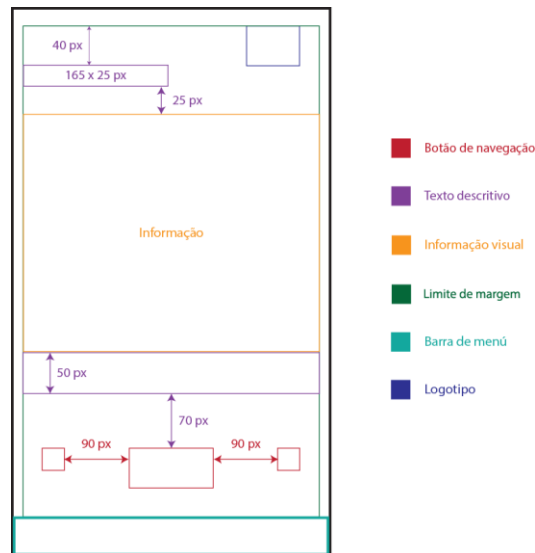 40 px
165 x 25 px
25 px
Informação
50 px
70 px
90 px
90 px
Botão de navegação
Texto descritivo
Informação visual
Limite de margem
Barra de menú
Logotipo